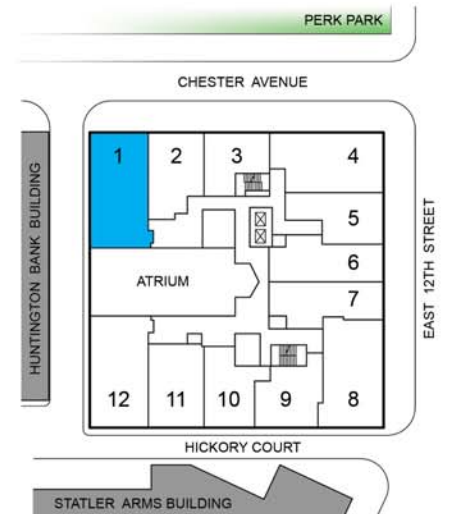 PERK PARK
CHESTER AVENUE
1
2
3
4
5
6
7
ATRIUM
HUNTINGTON BANK BUILDING
EAST 12TH STREET
12
11
10
9
8
HICKORY COURT
STATLER ARMS BUILDING